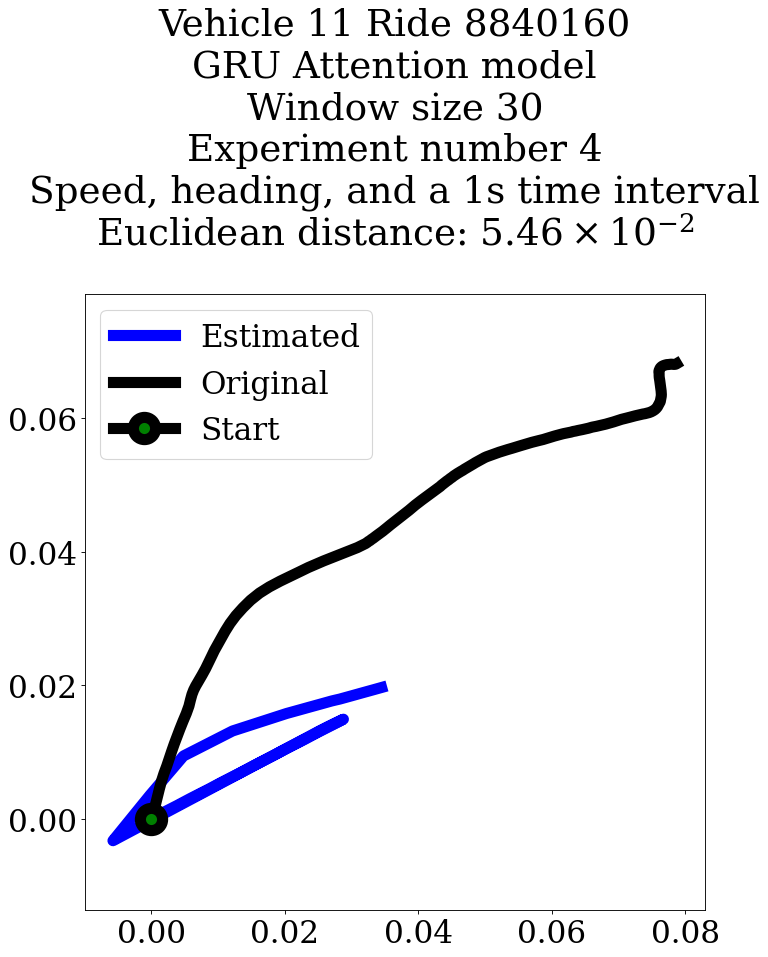 Vehicle 11 Ride 8840160
GRU Attention model
Window size 30
Experiment number 4
Speed, heading, and a 1s time interval
Euclidean distance: 5.46 × 10⁻²
Estimated
Original
Start
0.06
0.04
0.02
0.00
0.00 0.02 0.04 0.06 0.08